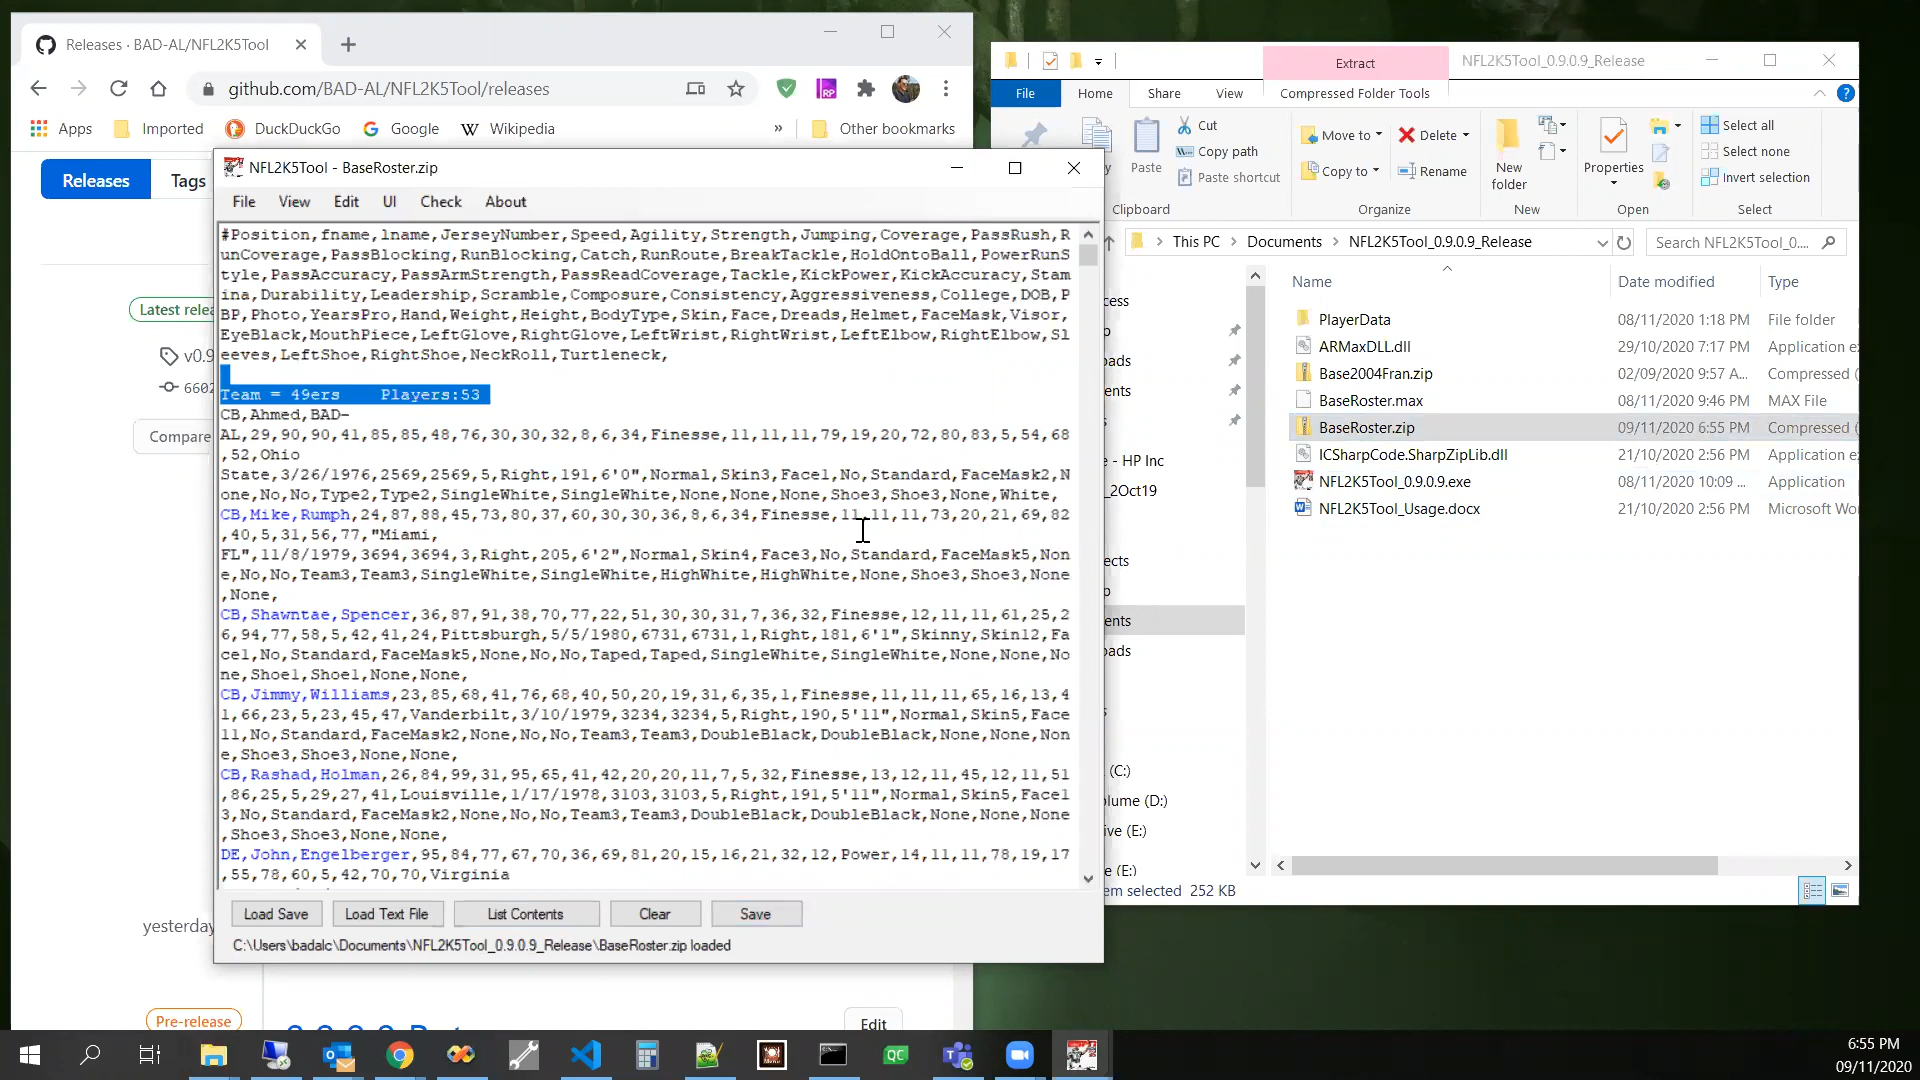 Releases · BAD-AL/NFL2K5Tool
github.com/BAD-AL/NFL2K5Tool/releases
Apps
Imported
DuckDuckGo
Google
Wikipedia
»
Other bookmarks
Releases
Tags
Latest relea
v0.9
6602
Compare
yesterday
Pre-release
Edit
NFL2K5Tool - BaseRoster.zip
File View Edit UI Check About
#Position,fname,lname,JerseyNumber,Speed,Agility,Strength,Jumping,Coverage,PassRush,R
unCoverage,PassBlocking,RunBlocking,Catch,RunRoute,BreakTackle,HoldOntoBall,PowerRunS
tyle,PassAccuracy,PassArmStrength,PassReadCoverage,Tackle,KickPower,KickAccuracy,Stam
ina,Durability,Leadership,Scramble,Composure,Consistency,Aggressiveness,College,DOB,P
BP,Photo,YearsPro,Hand,Weight,Height,BodyType,Skin,Face,Dreads,Helmet,FaceMask,Visor,
EyeBlack,MouthPiece,LeftGlove,RightGlove,LeftWrist,RightWrist,LeftElbow,RightElbow,Sl
eeves,LeftShoe,RightShoe,NeckRoll,Turtleneck,
Team = 49ers    Players:53
CB,Ahmed,BAD-
AL,29,90,90,41,85,85,48,76,30,30,32,8,6,34,Finesse,11,11,11,79,19,20,72,80,83,5,54,68
,52,Ohio
State,3/26/1976,2569,2569,5,Right,191,6'0",Normal,Skin3,Face1,No,Standard,FaceMask2,N
one,No,No,Type2,Type2,SingleWhite,SingleWhite,None,None,None,Shoe3,Shoe3,None,White,
CB,Mike,Rumph,24,87,88,45,73,80,37,60,30,30,36,8,6,34,Finesse,11,11,11,73,20,21,69,82
,40,5,31,56,77,"Miami,
FL",11/8/1979,3694,3694,3,Right,205,6'2",Normal,Skin4,Face3,No,Standard,FaceMask5,Non
e,No,No,Team3,Team3,SingleWhite,SingleWhite,HighWhite,HighWhite,None,Shoe3,Shoe3,None
,None,
CB,Shawntae,Spencer,36,87,91,38,70,77,22,51,30,30,31,7,36,32,Finesse,12,11,11,61,25,2
6,94,77,58,5,42,41,24,Pittsburgh,5/5/1980,6731,6731,1,Right,181,6'1",Skinny,Skin12,Fa
ce1,No,Standard,FaceMask5,None,No,No,Taped,Taped,SingleWhite,SingleWhite,None,None,No
ne,Shoe1,Shoe1,None,None,
CB,Jimmy,Williams,23,85,68,41,76,68,40,50,20,19,31,6,35,1,Finesse,11,11,11,65,16,13,4
1,66,23,5,23,45,47,Vanderbilt,3/10/1979,3234,3234,5,Right,190,5'11",Normal,Skin5,Face
11,No,Standard,FaceMask2,None,No,No,Team3,Team3,DoubleBlack,DoubleBlack,None,None,Non
e,Shoe3,Shoe3,None,None,
CB,Rashad,Holman,26,84,99,31,95,65,41,42,20,20,11,7,5,32,Finesse,13,12,11,45,12,11,51
,86,25,5,29,27,41,Louisville,1/17/1978,3103,3103,5,Right,191,5'11",Normal,Skin5,Face1
3,No,Standard,FaceMask2,None,No,No,Team3,Team3,DoubleBlack,DoubleBlack,None,None,None
,Shoe3,Shoe3,None,None,
DE,John,Engelberger,95,84,77,67,70,36,69,81,20,15,16,21,32,12,Power,14,11,11,78,19,17
,55,78,60,5,42,70,70,Virginia
Load Save
Load Text File
List Contents
Clear
Save
C:\Users\badalc\Documents\NFL2K5Tool_0.9.0.9_Release\BaseRoster.zip loaded
Extract
NFL2K5Tool_0.9.0.9_Release
File Home Share View Compressed Folder Tools
y
Paste
Cut
Copy path
Paste shortcut
Clipboard
Move to
Copy to
Delete
Rename
Organize
New
folder
New
Properties
Open
Select all
Select none
Invert selection
Select
This PC
Documents
NFL2K5Tool_0.9.0.9_Release
Search NFL2K5Tool_0....
Name Date modified Type
PlayerData 08/11/2020 1:18 PM File folder
ARMaxDLL.dll 29/10/2020 7:17 PM Application e
Base2004Fran.zip 02/09/2020 9:57 A... Compressed (
BaseRoster.max 08/11/2020 9:46 PM MAX File
BaseRoster.zip 09/11/2020 6:55 PM Compressed (
ICSharpCode.SharpZipLib.dll 21/10/2020 2:56 PM Application e
NFL2K5Tool_0.9.0.9.exe 08/11/2020 10:09 ... Application
NFL2K5Tool_Usage.docx 21/10/2020 2:56 PM Microsoft Wo
cess
p
oads
ents
s
e - HP Inc
_2Oct19
ects
p
ents
oads
s
(C:)
lume (D:)
ive (E:)
e (E:)
em selected 252 KB
QC
6:55 PM
09/11/2020